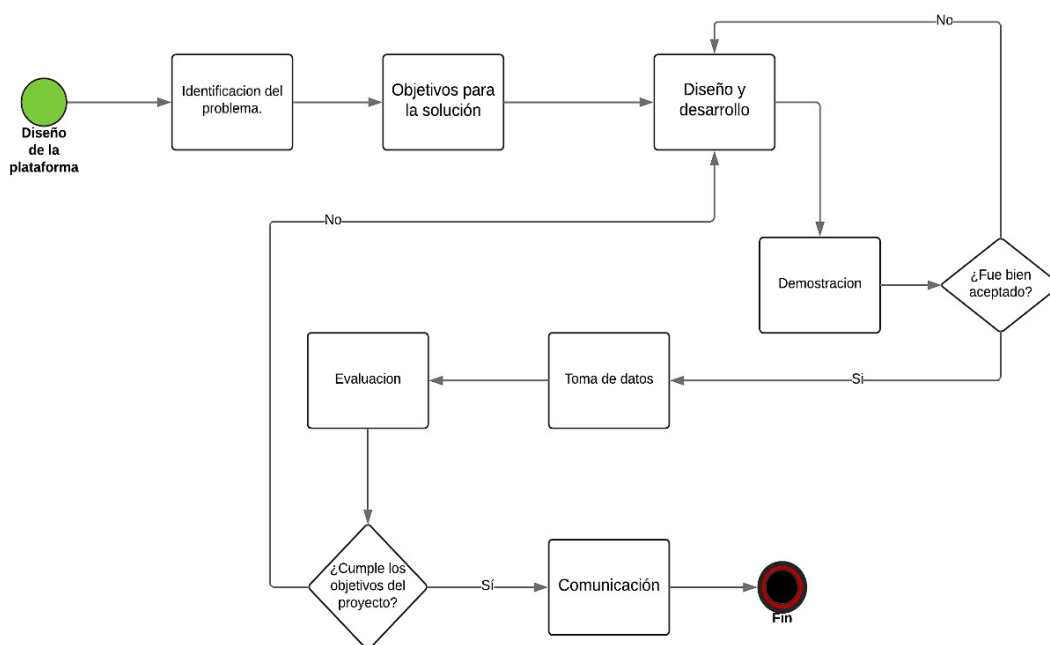 No
Identificacion del
problema.
Objetivos para
la solución
Diseño y
desarrollo
Diseño
de la
plataforma
No
Demostracion
¿Fue bien
aceptado?
Evaluacion
Toma de datos
Si
¿Cumple los
objetivos del
proyecto?
Sí
Comunicación
Fin